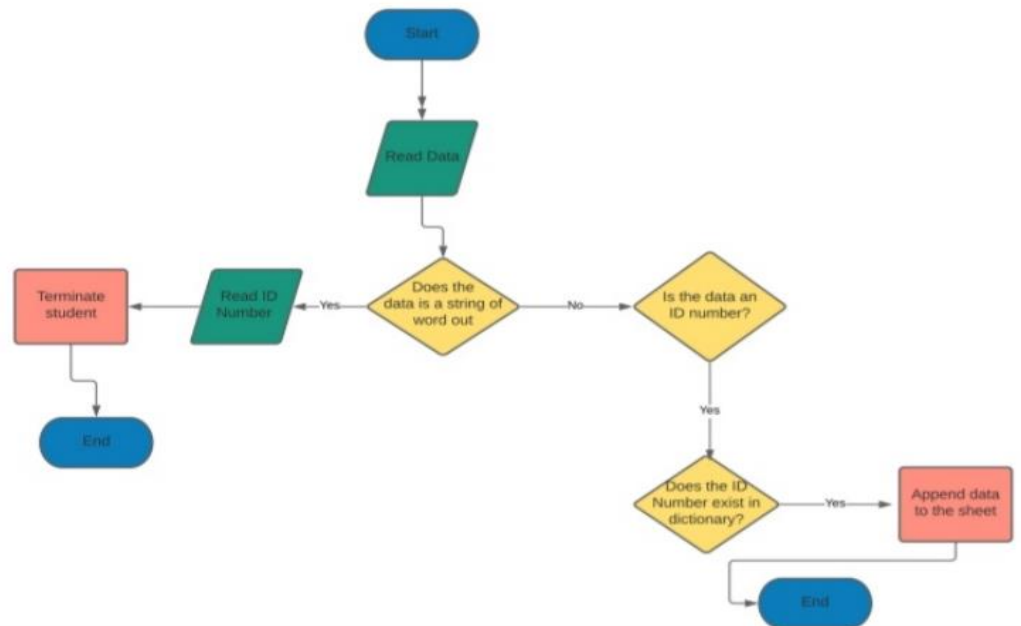 Start
Read Data
Does the
data is a string of
word out
Yes
Read ID
Number
Terminate
student
End
No
Is the data an
ID number?
Yes
Does the ID
Number exist in
dictionary?
Yes
Append data
to the sheet
End